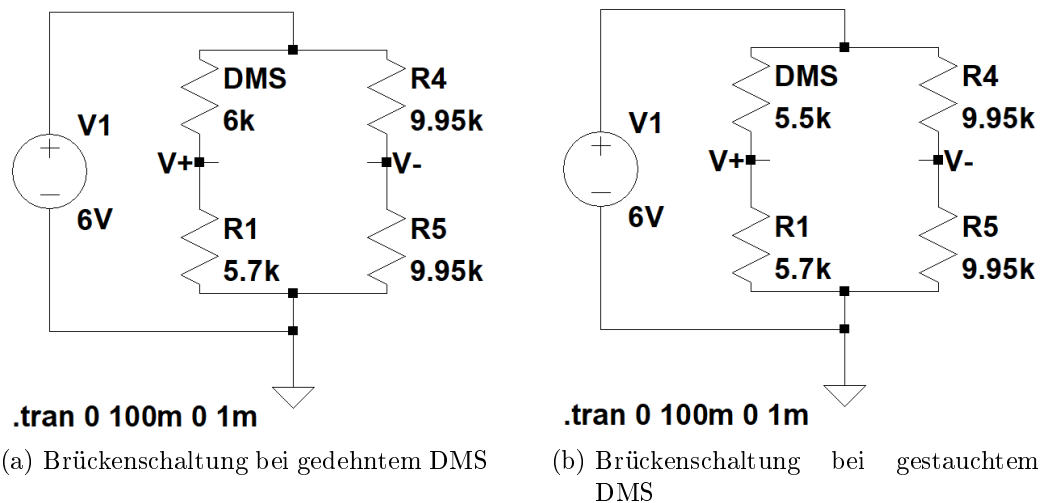 DMS
6k
R4
9.95k
V1
V+
V-
6V
R1
5.7k
R5
9.95k
.tran 0 100m 0 1m
(a) Brückenschaltung bei gedehntem DMS
DMS
5.5k
R4
9.95k
V1
V+
V-
6V
R1
5.7k
R5
9.95k
.tran 0 100m 0 1m
(b) Brückenschaltung bei gestauchtem
DMS